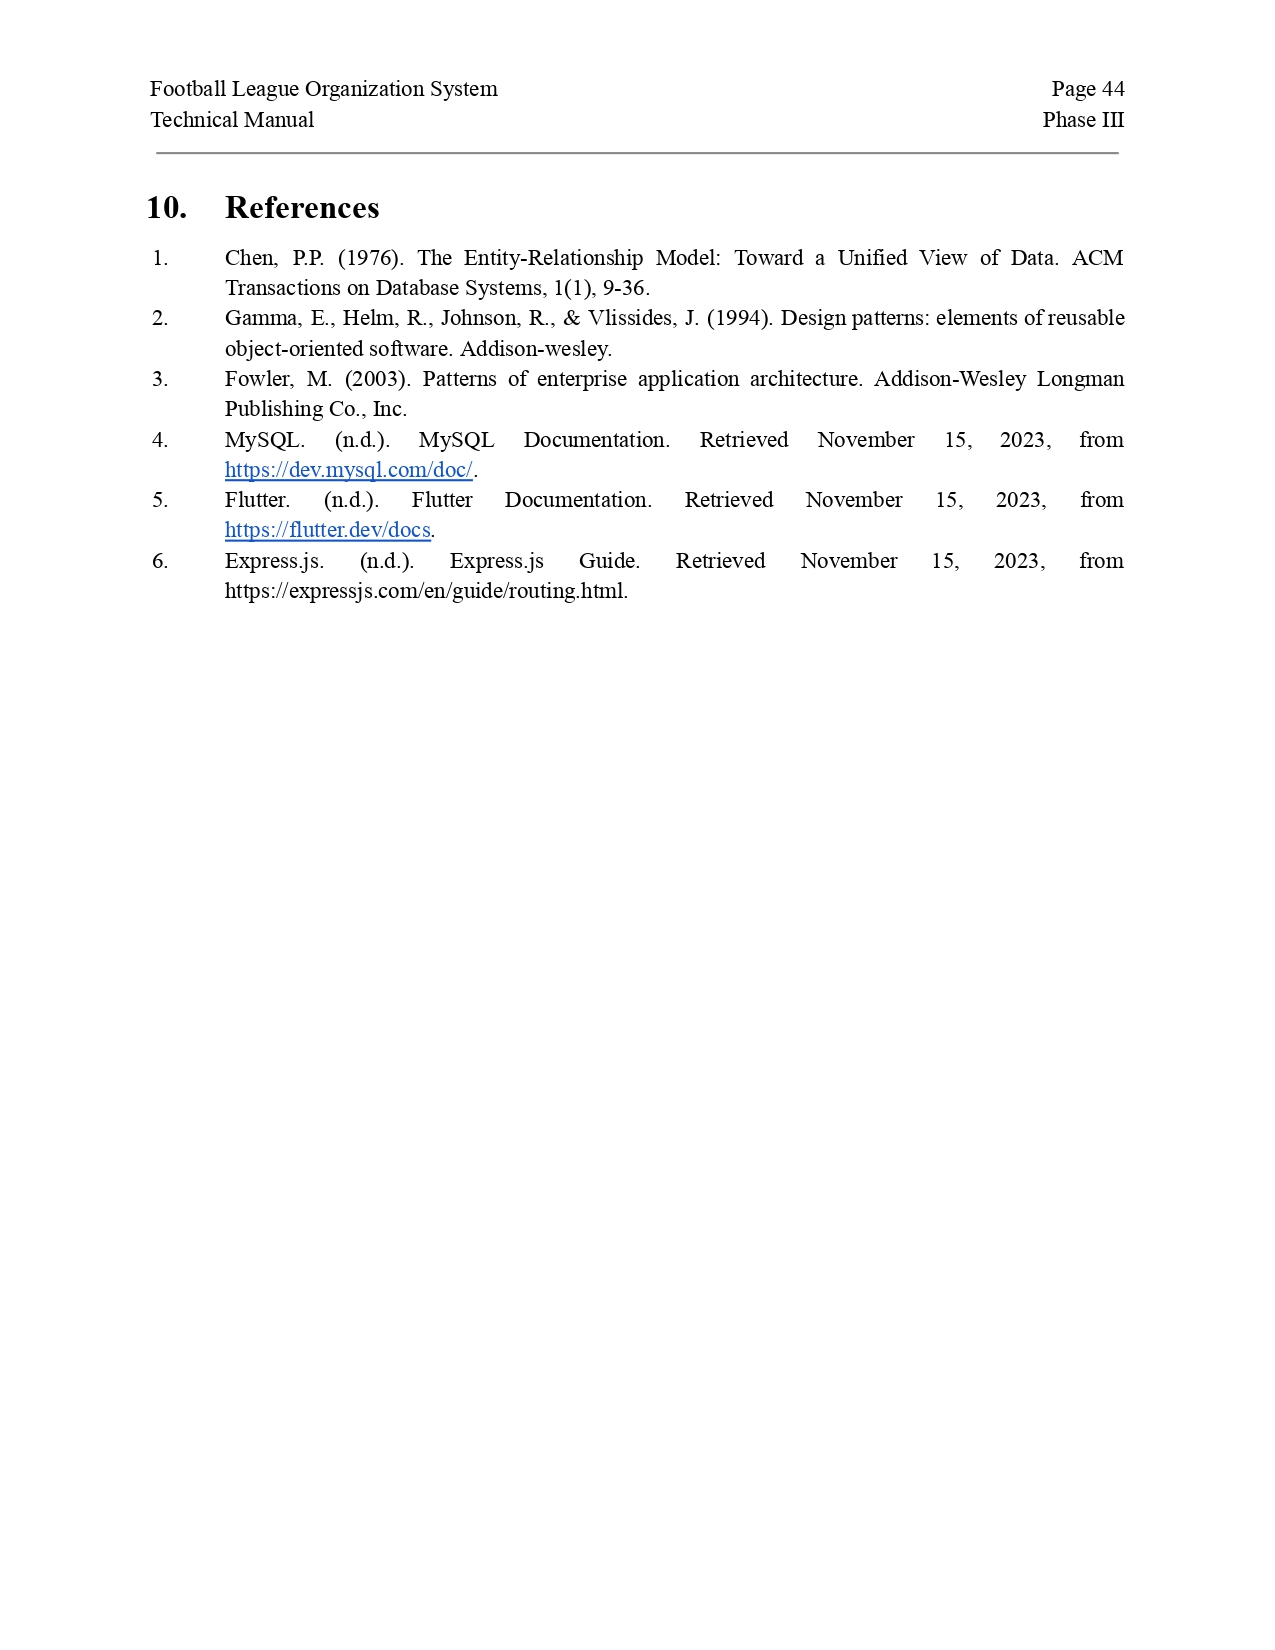 Football League Organization System Page 44
Technical Manual Phase III
10. References
1. Chen, P.P. (1976). The Entity-Relationship Model: Toward a Unified View of Data. ACM
Transactions on Database Systems, 1(1), 9-36.
2. Gamma, E., Helm, R., Johnson, R., & Vlissides, J. (1994). Design patterns: elements of reusable
object-oriented software. Addison-wesley.
3. Fowler, M. (2003). Patterns of enterprise application architecture. Addison-Wesley Longman
Publishing Co., Inc.
4. MySQL. (n.d.). MySQL Documentation. Retrieved November 15, 2023, from
https://dev.mysql.com/doc/.
5. Flutter. (n.d.). Flutter Documentation. Retrieved November 15, 2023, from
https://flutter.dev/docs.
6. Express.js. (n.d.). Express.js Guide. Retrieved November 15, 2023, from
https://expressjs.com/en/guide/routing.html.